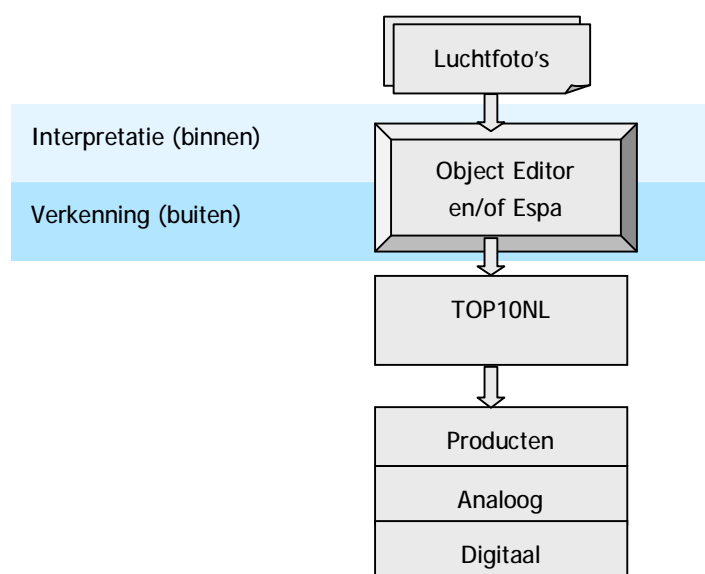 Luchtfoto's
Interpretatie (binnen)
Object Editor
en/of Espa
Verkenning (buiten)
TOP10NL
Producten
Analoog
Digitaal